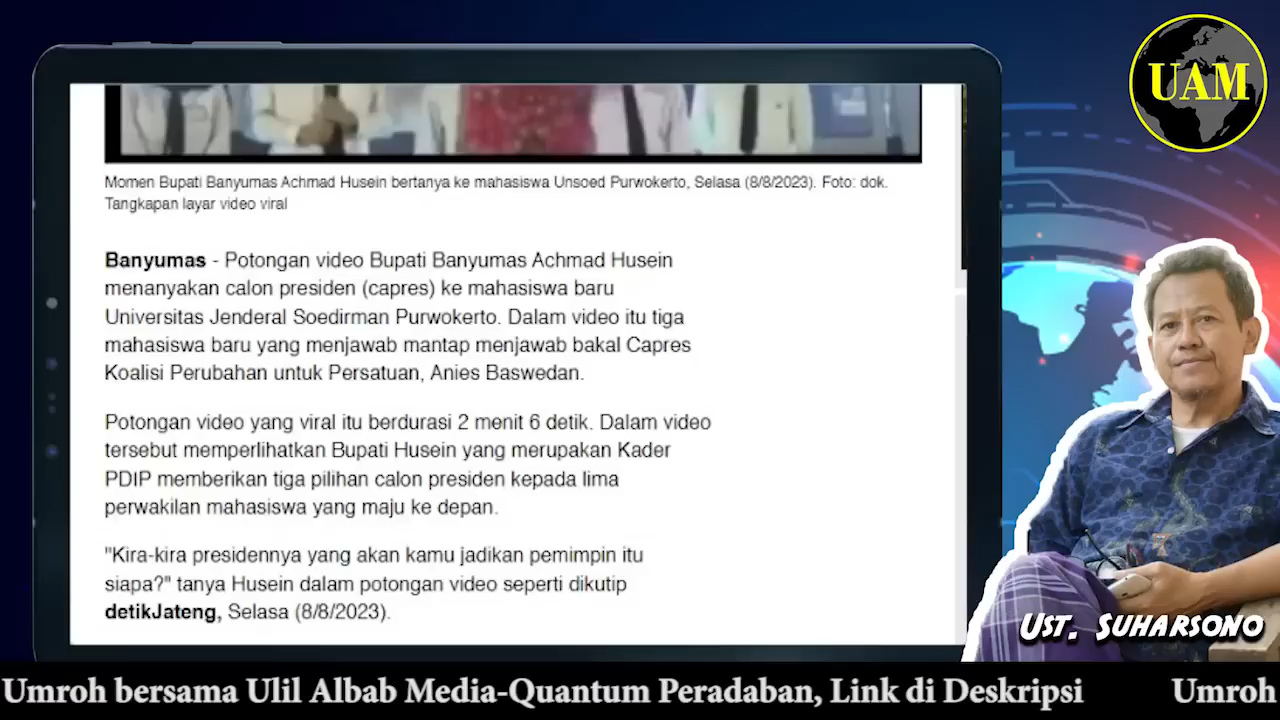 UAM
Momen Bupati Banyumas Achmad Husein bertanya ke mahasiswa Unsoed Purwokerto, Selasa (8/8/2023). Foto: dok.
Tangkapan layar video viral
Banyumas - Potongan video Bupati Banyumas Achmad Husein
menanyakan calon presiden (capres) ke mahasiswa baru
Universitas Jenderal Soedirman Purwokerto. Dalam video itu tiga
mahasiswa baru yang menjawab mantap menjawab bakal Capres
Koalisi Perubahan untuk Persatuan, Anies Baswedan.
Potongan video yang viral itu berdurasi 2 menit 6 detik. Dalam video
tersebut memperlihatkan Bupati Husein yang merupakan Kader
PDIP memberikan tiga pilihan calon presiden kepada lima
perwakilan mahasiswa yang maju ke depan.
"Kira-kira presidennya yang akan kamu jadikan pemimpin itu
siapa?" tanya Husein dalam potongan video seperti dikutip
detikJateng, Selasa (8/8/2023).
UST. SUHARSONO
Umroh bersama Ulil Albab Media-Quantum Peradaban, Link di Deskripsi Umroh